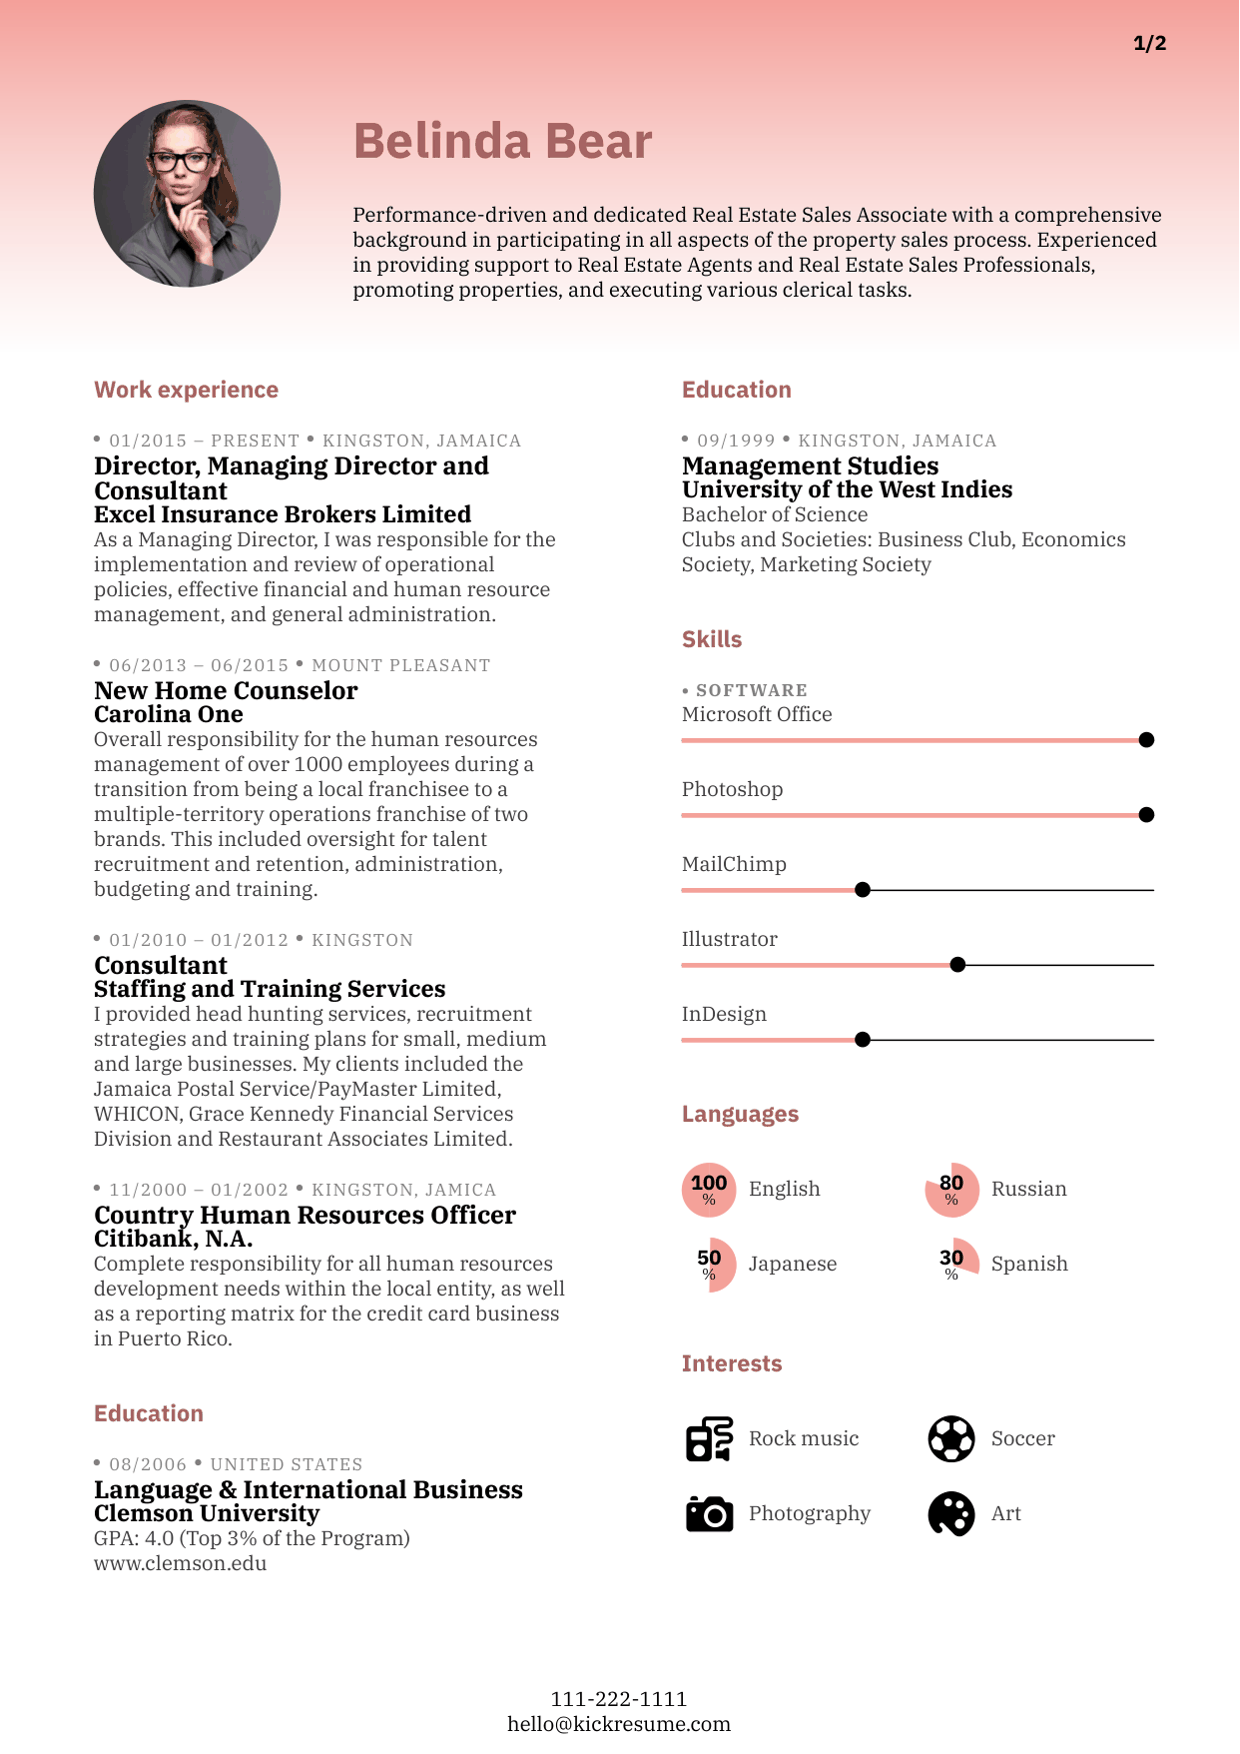 1/2
Belinda Bear
Performance-driven and dedicated Real Estate Sales Associate with a comprehensive
background in participating in all aspects of the property sales process. Experienced
in providing support to Real Estate Agents and Real Estate Sales Professionals,
promoting properties, and executing various clerical tasks.
Work experience
• 01/2015 – PRESENT • KINGSTON, JAMAICA
Director, Managing Director and
Consultant
Excel Insurance Brokers Limited
As a Managing Director, I was responsible for the
implementation and review of operational
policies, effective financial and human resource
management, and general administration.
• 06/2013 – 06/2015 • MOUNT PLEASANT
New Home Counselor
Carolina One
Overall responsibility for the human resources
management of over 1000 employees during a
transition from being a local franchisee to a
multiple-territory operations franchise of two
brands. This included oversight for talent
recruitment and retention, administration,
budgeting and training.
• 01/2010 – 01/2012 • KINGSTON
Consultant
Staffing and Training Services
I provided head hunting services, recruitment
strategies and training plans for small, medium
and large businesses. My clients included the
Jamaica Postal Service/PayMaster Limited,
WHICON, Grace Kennedy Financial Services
Division and Restaurant Associates Limited.
• 11/2000 – 01/2002 • KINGSTON, JAMICA
Country Human Resources Officer
Citibank, N.A.
Complete responsibility for all human resources
development needs within the local entity, as well
as a reporting matrix for the credit card business
in Puerto Rico.
Education
• 08/2006 • UNITED STATES
Language & International Business
Clemson University
GPA: 4.0 (Top 3% of the Program)
www.clemson.edu
Education
• 09/1999 • KINGSTON, JAMAICA
Management Studies
University of the West Indies
Bachelor of Science
Clubs and Societies: Business Club, Economics
Society, Marketing Society
Skills
• SOFTWARE
Microsoft Office
Photoshop
MailChimp
Illustrator
InDesign
Languages
100 % English
80 % Russian
50 % Japanese
30 % Spanish
Interests
Rock music
Soccer
Photography
Art
111-222-1111
hello@kickresume.com